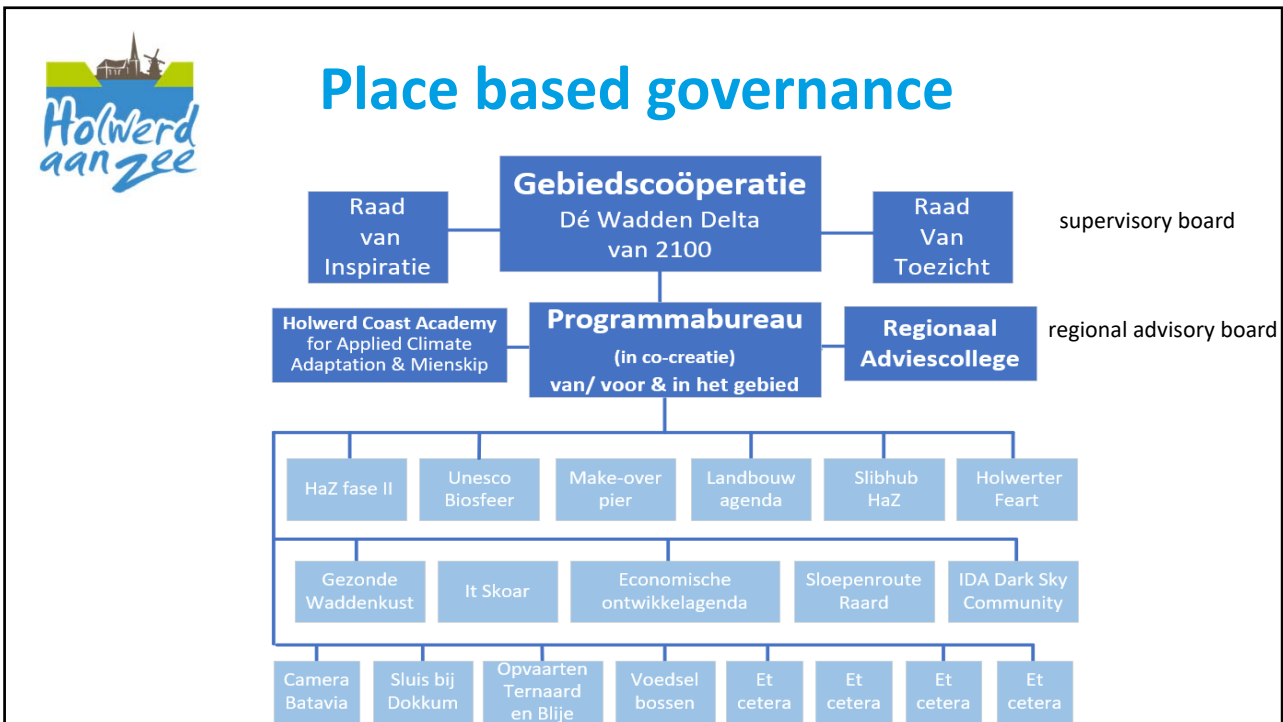 Holwerd
aan zee
Place based governance
Raad
van
Inspiratie
Gebiedscoöperatie
Dé Wadden Delta
van 2100
Raad
Van
Toezicht
supervisory board
Holwerd Coast Academy
for Applied Climate
Adaptation & Mienskip
Programmabureau
(in co-creatie)
van/ voor & in het gebied
Regionaal
Adviescollege
regional advisory board
HaZ fase II
Unesco
Biosfeer
Make-over
pier
Landbouw
agenda
Slibhub
HaZ
Holwerter
Feart
Gezonde
Waddenkust
It Skoar
Economische
ontwikkelagenda
Sloepenroute
Raard
IDA Dark Sky
Community
Camera
Batavia
Sluis bij
Dokkum
Opvaarten
Ternaard
en Blije
Voedsel
bossen
Et
cetera
Et
cetera
Et
cetera
Et
cetera